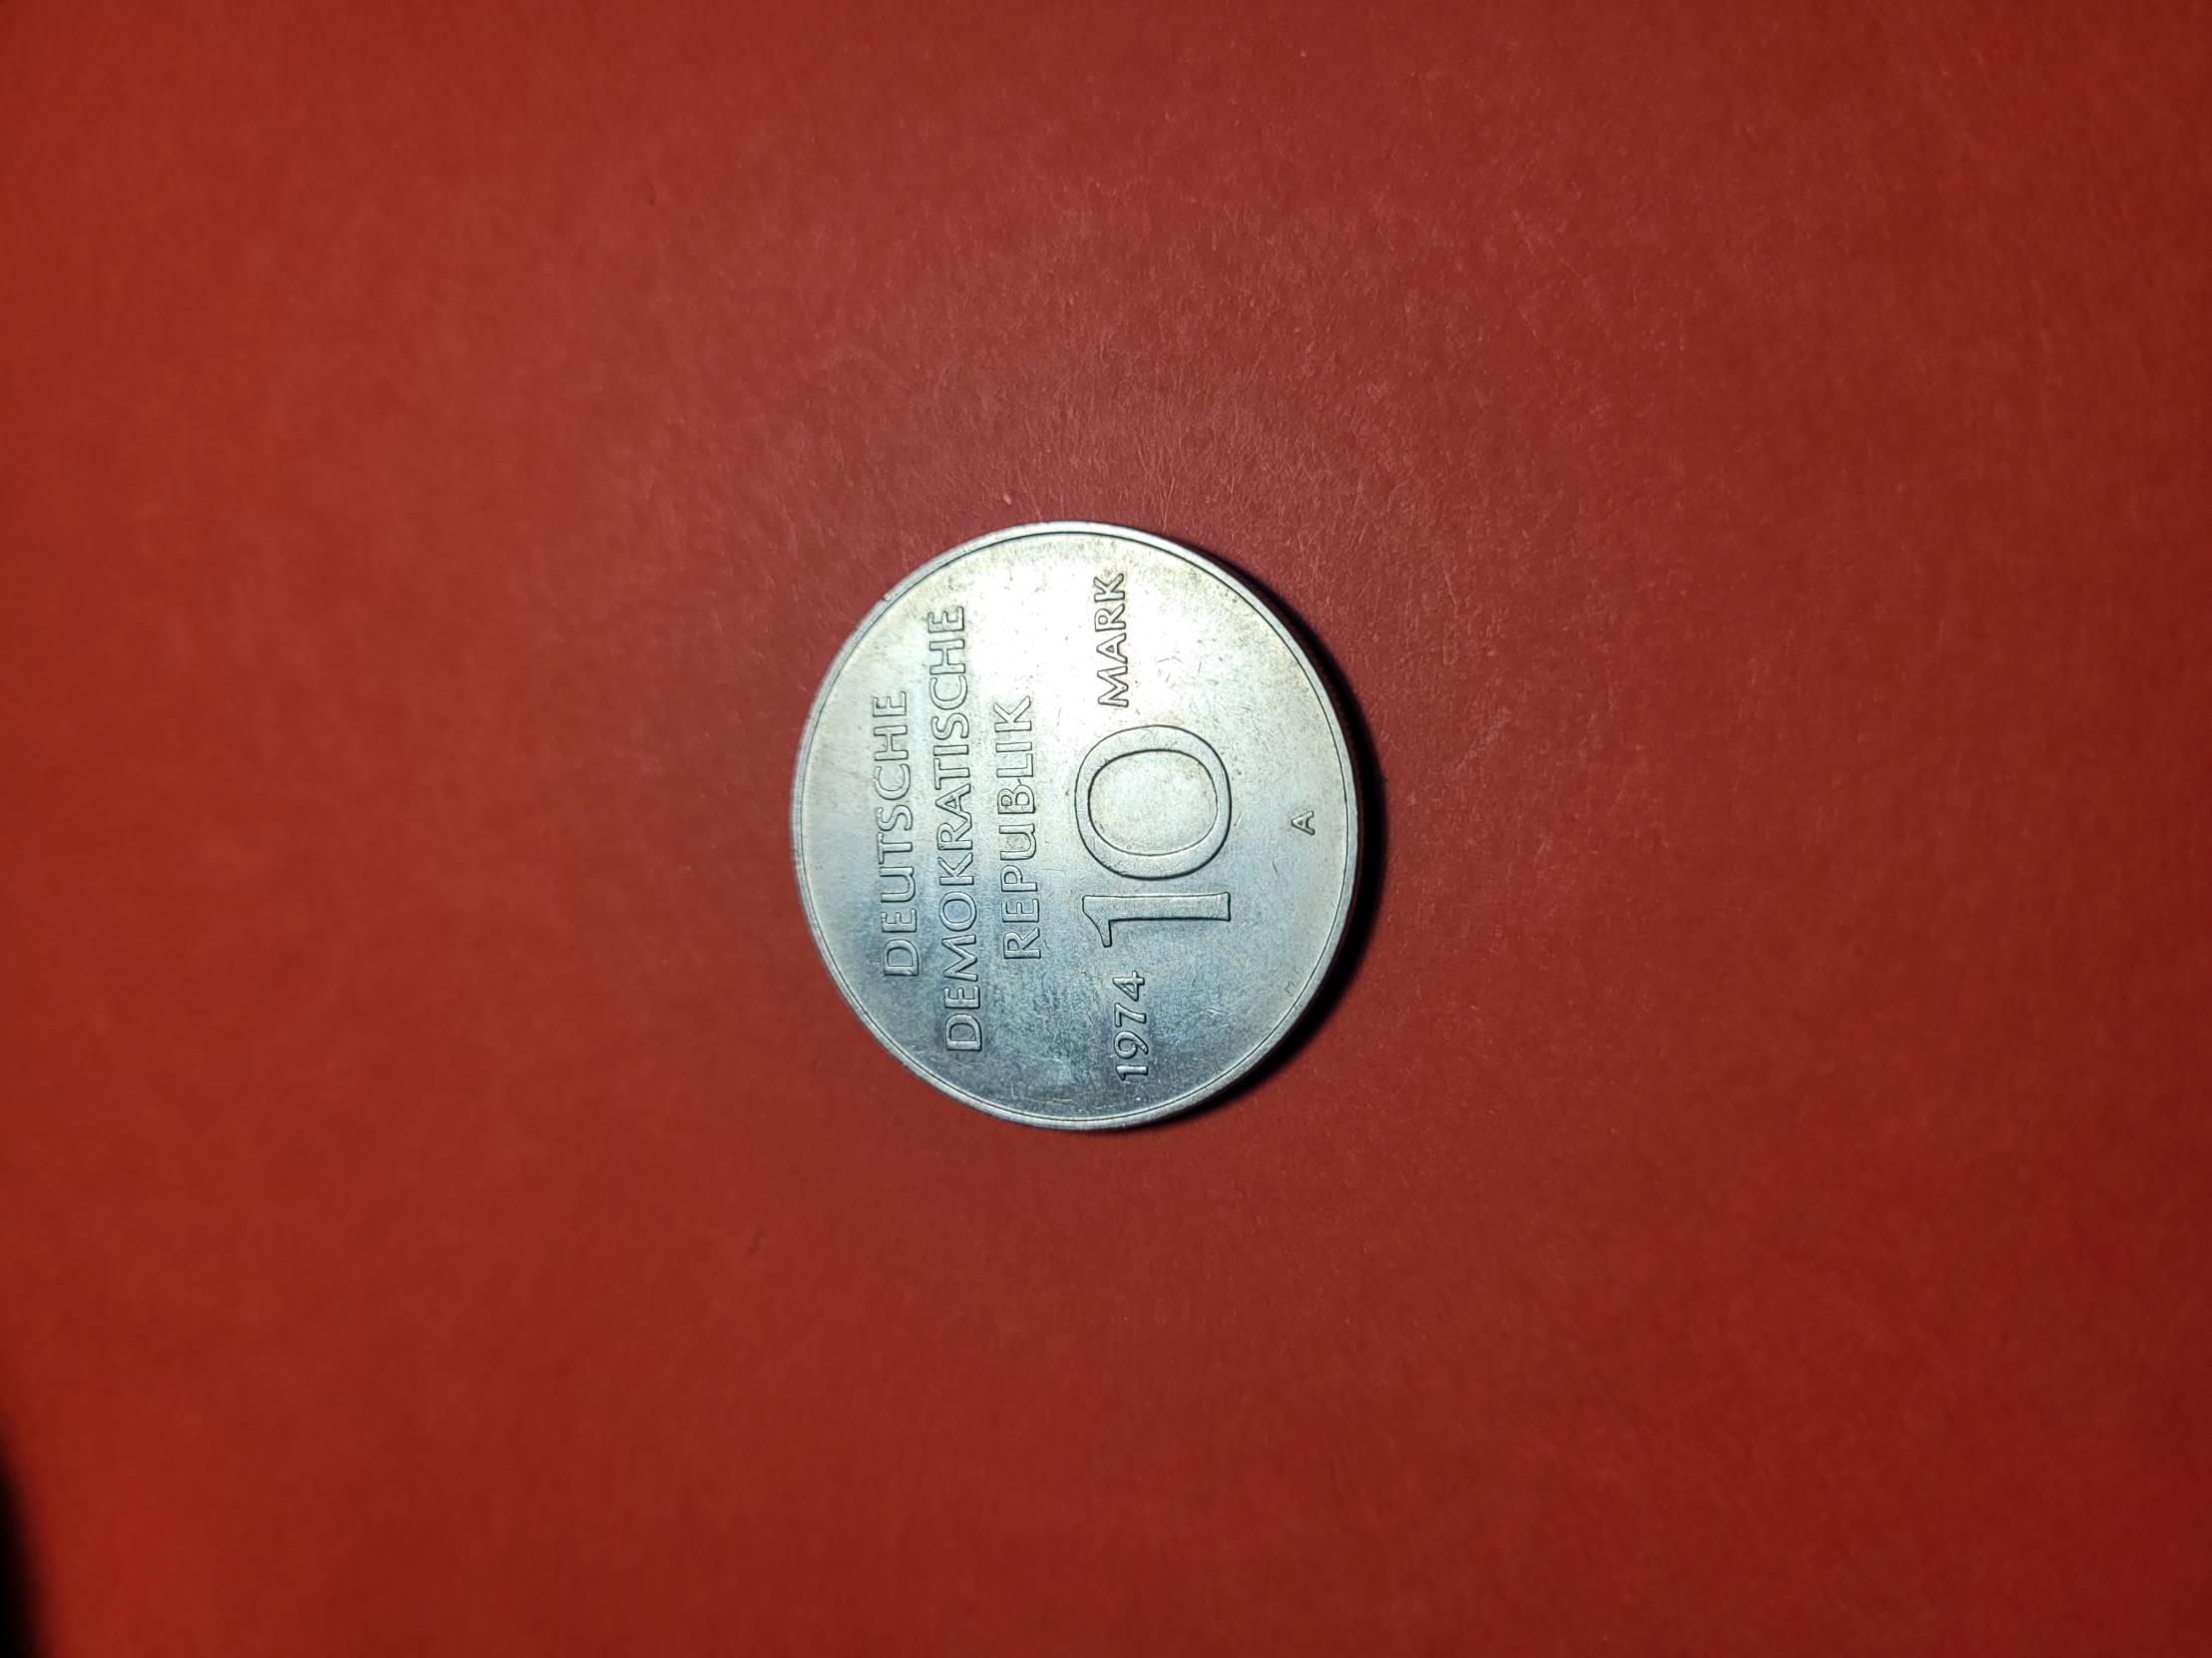 DEUTSCHE
DEMOKRATISCHE
REPUBLIK
1974 10 MARK
A